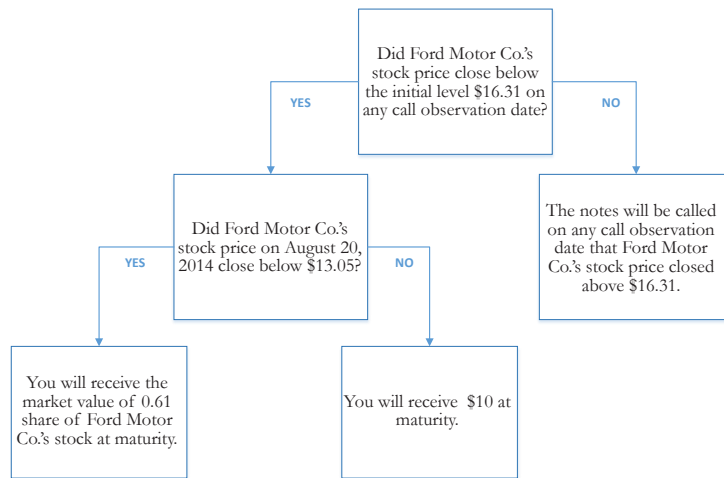 Did Ford Motor Co.'s
stock price close below
the initial level $16.31 on
any call observation date?
YES
NO
Did Ford Motor Co.'s
stock price on August 20,
2014 close below $13.05?
The notes will be called
on any call observation
date that Ford Motor
Co.'s stock price closed
above $16.31.
YES
NO
You will receive the
market value of 0.61
share of Ford Motor
Co.'s stock at maturity.
You will receive $10 at
maturity.